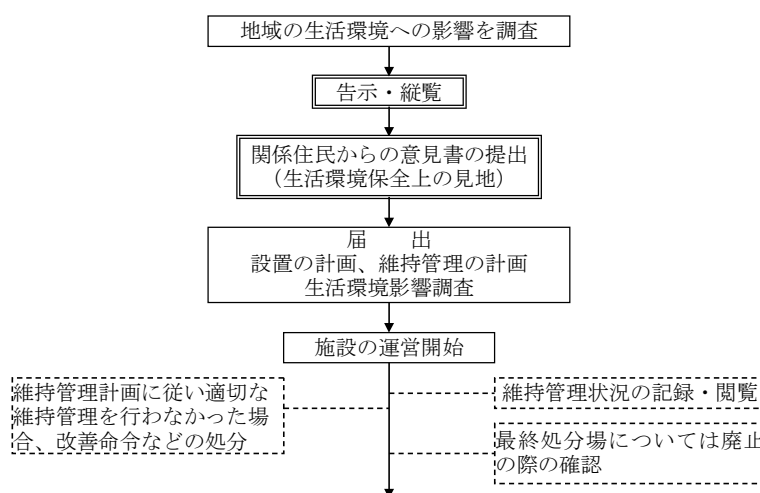 地域の生活環境への影響を調査
告示・縦覧
関係住民からの意見書の提出
（生活環境保全上の見地）
届　　出
設置の計画、維持管理の計画
生活環境影響調査
施設の運営開始
維持管理計画に従い適切な
維持管理を行わなかった場
合、改善命令などの処分
維持管理状況の記録・閲覧
最終処分場については廃止
の際の確認